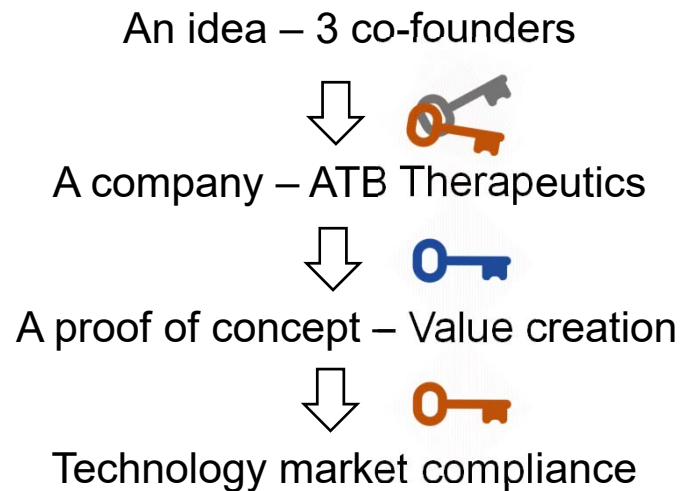 An idea – 3 co-founders
A company – ATB Therapeutics
A proof of concept – Value creation
Technology market compliance